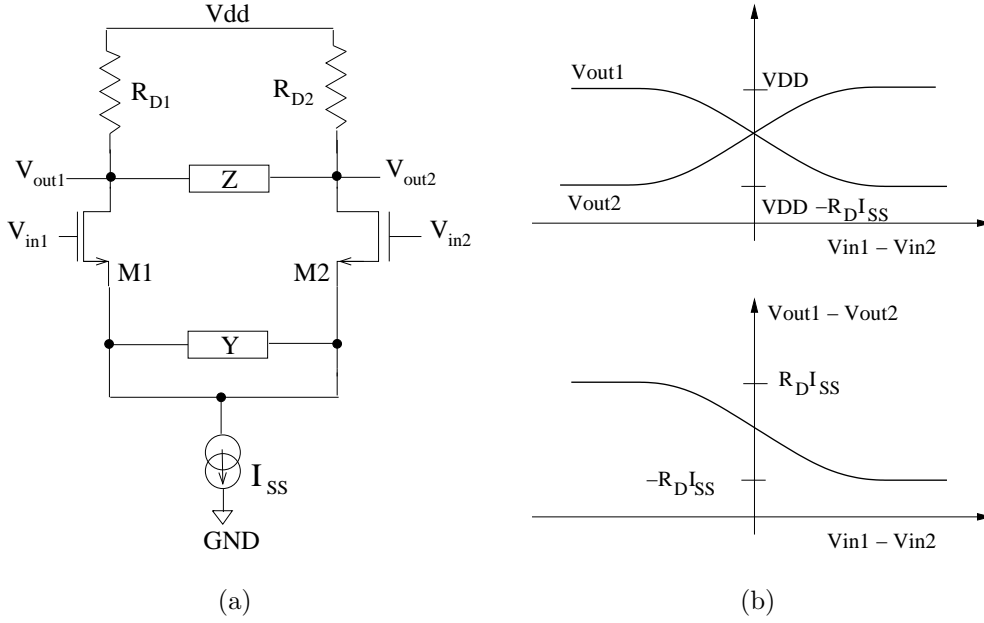 Vdd
R_D1
R_D2
V_out1
Z
V_out2
V_in1
V_in2
M1
M2
Y
I_SS
GND
(a)
Vout1
VDD
Vout2
VDD −R_D I_SS
Vin1 − Vin2
Vout1 − Vout2
R_D I_SS
−R_D I_SS
Vin1 − Vin2
(b)